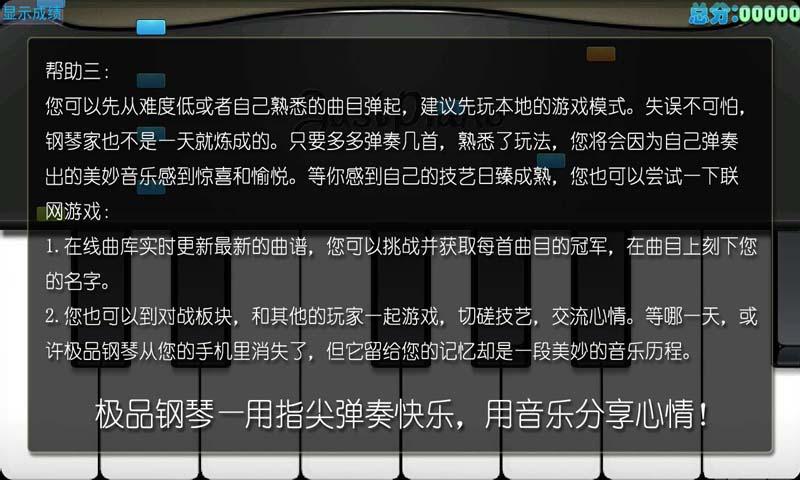 显示成绩
总分:00000
帮助三:
您可以先从难度低或者自己熟悉的曲目弹起，建议先玩本地的游戏模式。失误不可怕，
钢琴家也不是一天就炼成的。只要多多弹奏几首，熟悉了玩法，您将会因为自己弹奏
出的美妙音乐感到惊喜和愉悦。等你感到自己的技艺日臻成熟，您也可以尝试一下联
网游戏:
1.在线曲库实时更新最新的曲谱，您可以挑战并获取每首曲目的冠军，在曲目上刻下您
的名字。
2.您也可以到对战板块，和其他的玩家一起游戏，切磋技艺，交流心情。等哪一天，或
许极品钢琴从您的手机里消失了，但它留给您的记忆却是一段美妙的音乐历程。
极品钢琴—用指尖弹奏快乐，用音乐分享心情！